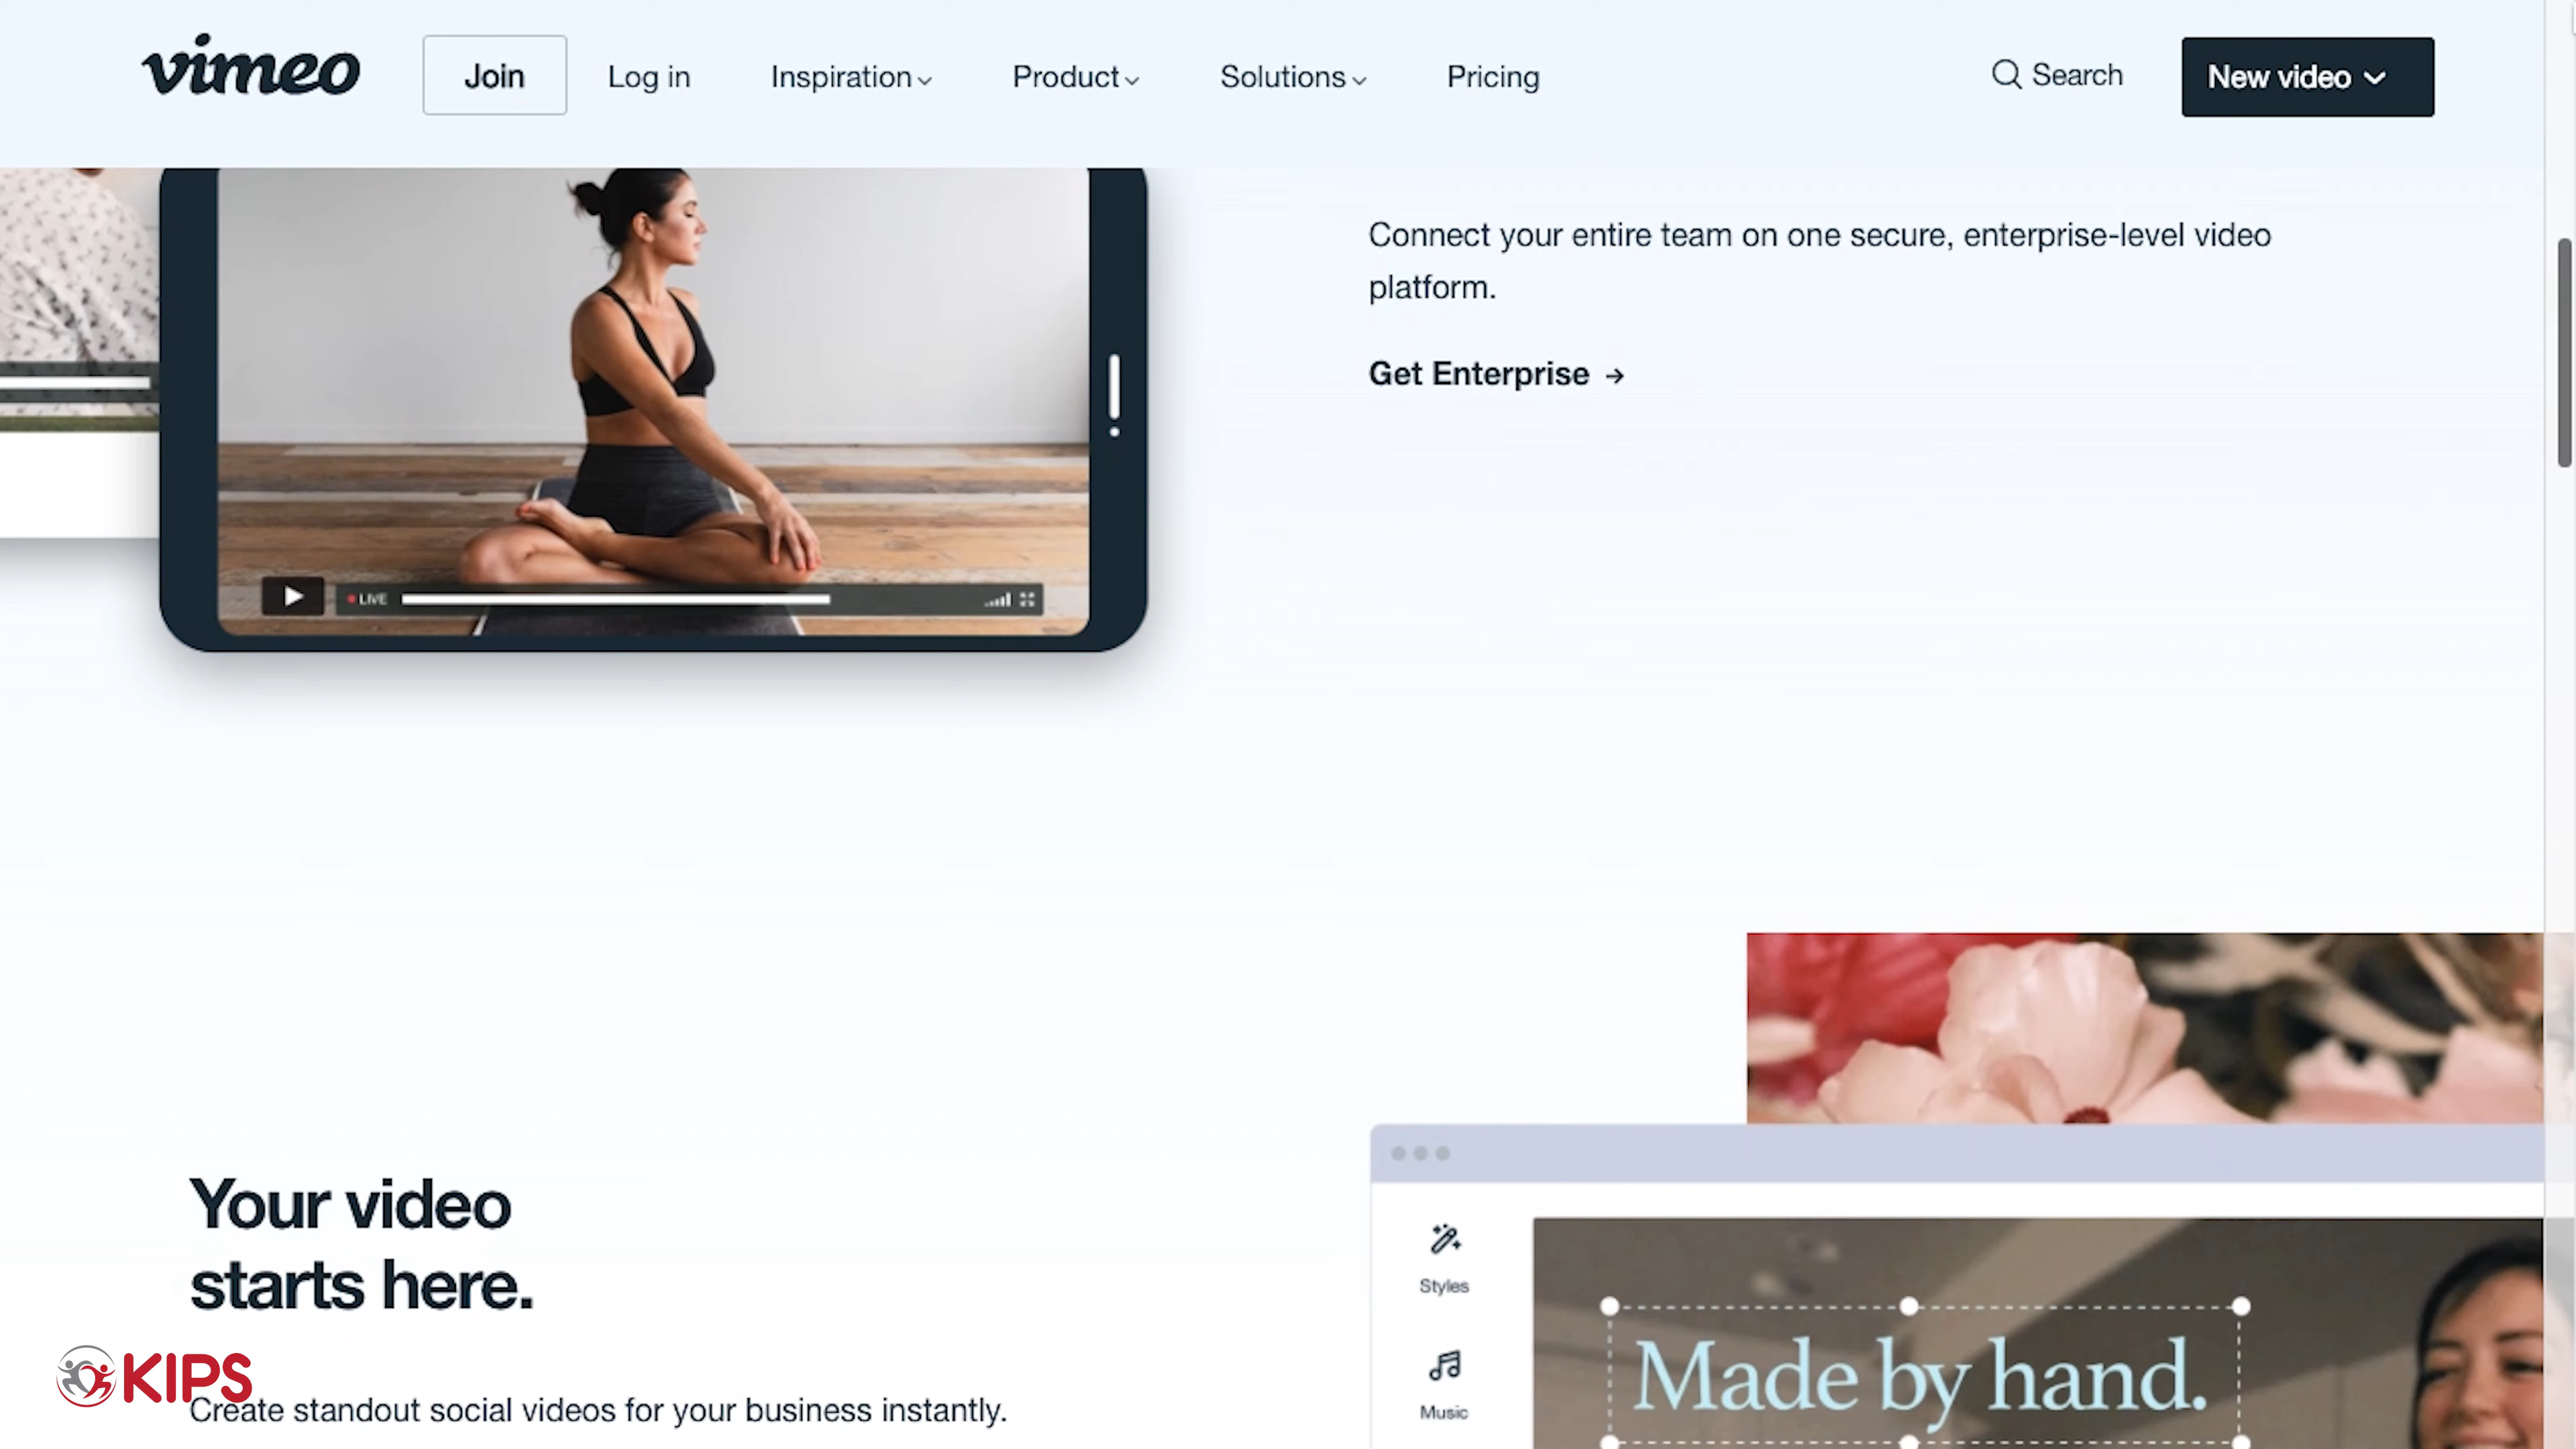 vimeo
Join
Log in
Inspiration
Product
Solutions
Pricing
Search
New video
Connect your entire team on one secure, enterprise-level video
platform.
Get Enterprise →
LIVE
Your video
starts here.
KIPS
Create standout social videos for your business instantly.
Styles
Music
Made by hand.